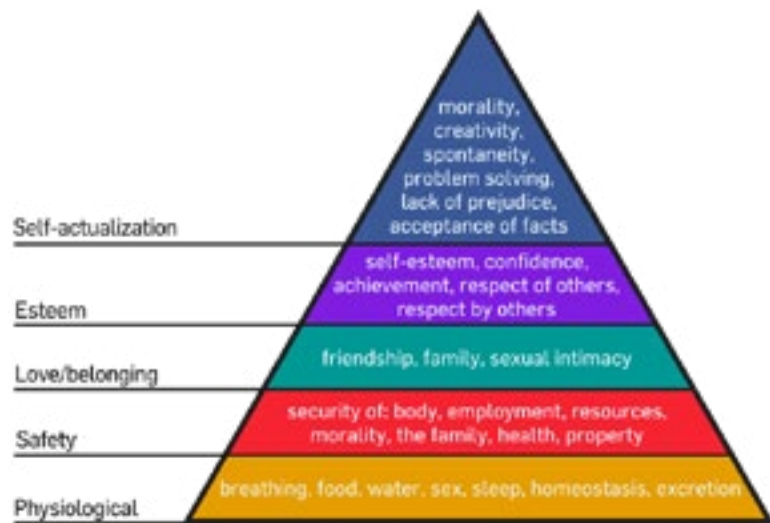 morality,
creativity,
spontaneity,
problem solving,
lack of prejudice,
acceptance of facts
Self-actualization
self-esteem, confidence,
achievement, respect of others,
respect by others
Esteem
friendship, family, sexual intimacy
Love/belonging
security of: body, employment, resources,
morality, the family, health, property
Safety
breathing, food, water, sex, sleep, homeostasis, excretion
Physiological